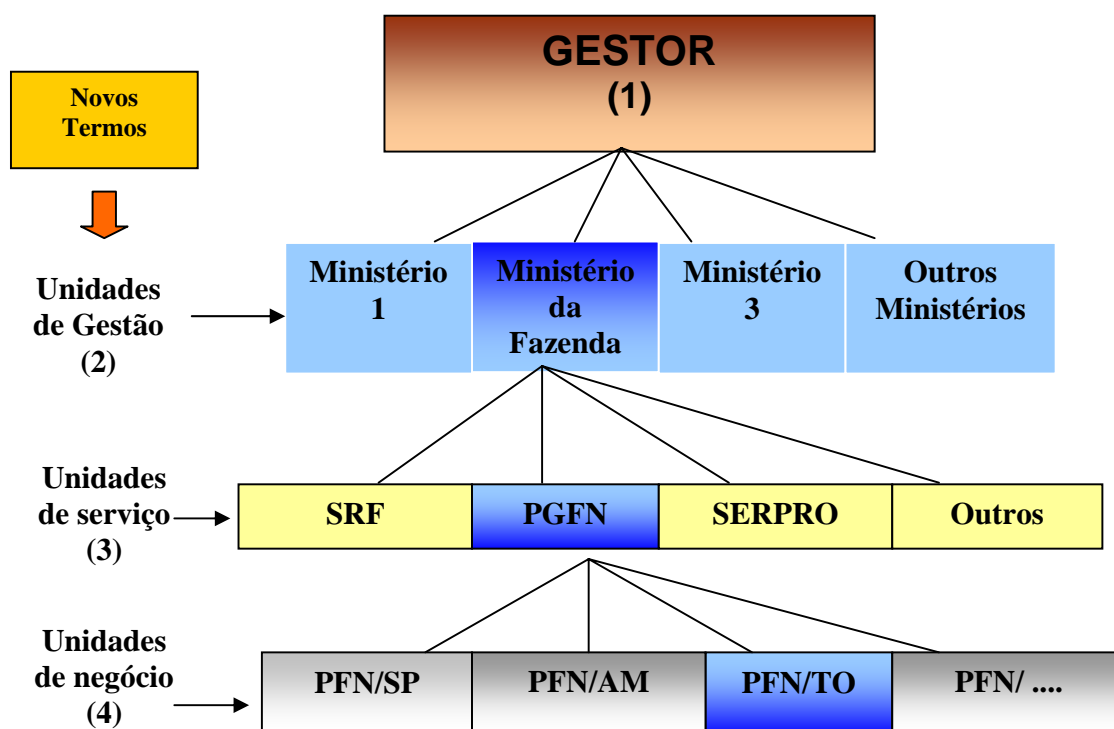 GESTOR
(1)
Novos
Termos
Unidades
de Gestão
(2)
Ministério
1
Ministério
da
Fazenda
Ministério
3
Outros
Ministérios
Unidades
de serviço
(3)
SRF
PGFN
SERPRO
Outros
Unidades
de negócio
(4)
PFN/SP
PFN/AM
PFN/TO
PFN/ ....